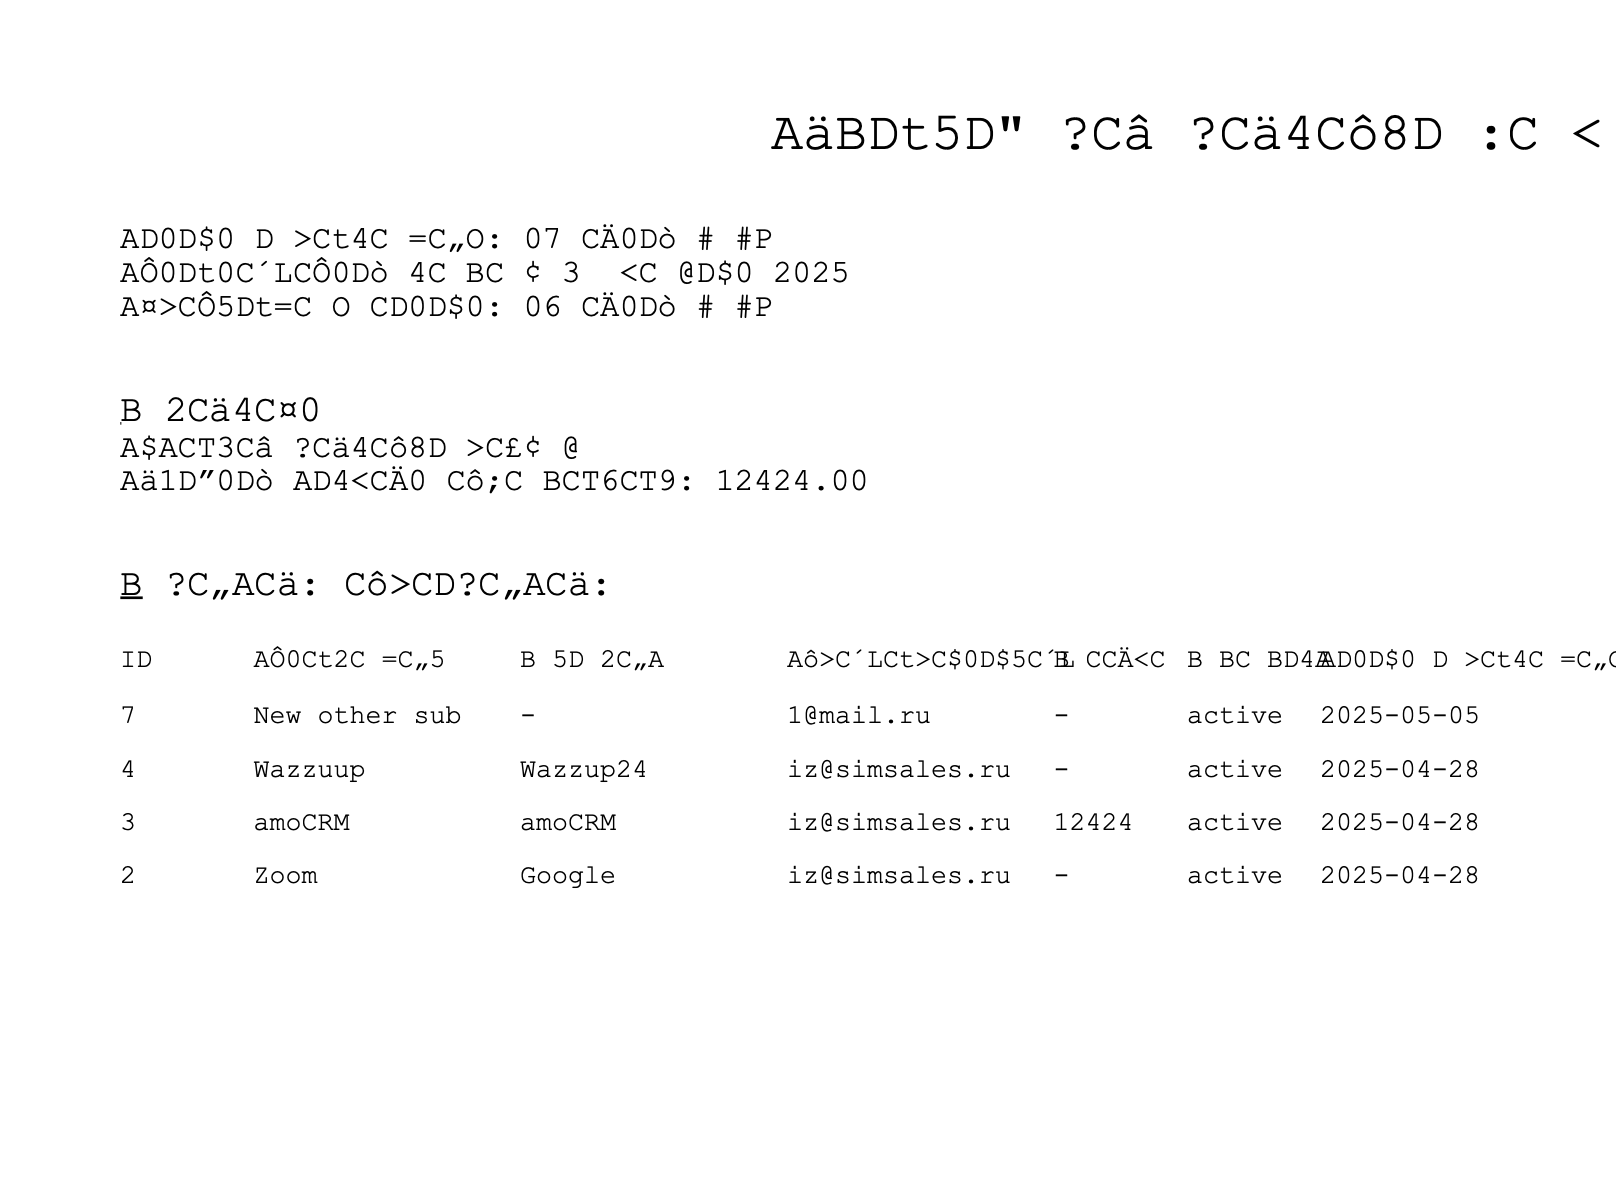 AäBDt5D" ?Câ ?Cä4Cô8D :C <
AD0D$0 D >Ct4C =C„O: 07 CÄ0Dò # #P
AÔ0Dt0C´LCÔ0Dò 4C BC ¢ 3  <C @D$0 2025
A¤>CÔ5Dt=C O CD0D$0: 06 CÄ0Dò # #P
B 2Cä4C¤0
A$ACT3Câ ?Cä4Cô8D >C£¢ @
Aä1D”0Dò AD4<CÄ0 Cô;C BCT6CT9: 12424.00
B ?C„ACä: Cô>CD?C„ACä:
ID AÔ0Ct2C =C„5 B 5D 2C„A Aô>C´LCt>C$0D$5C´L B CCÄ<C B BC BD4A AD0D$0 D >Ct4C =C„O
7 New other sub - 1@mail.ru - active 2025-05-05
4 Wazzuup Wazzup24 iz@simsales.ru - active 2025-04-28
3 amoCRM amoCRM iz@simsales.ru 12424 active 2025-04-28
2 Zoom Google iz@simsales.ru - active 2025-04-28